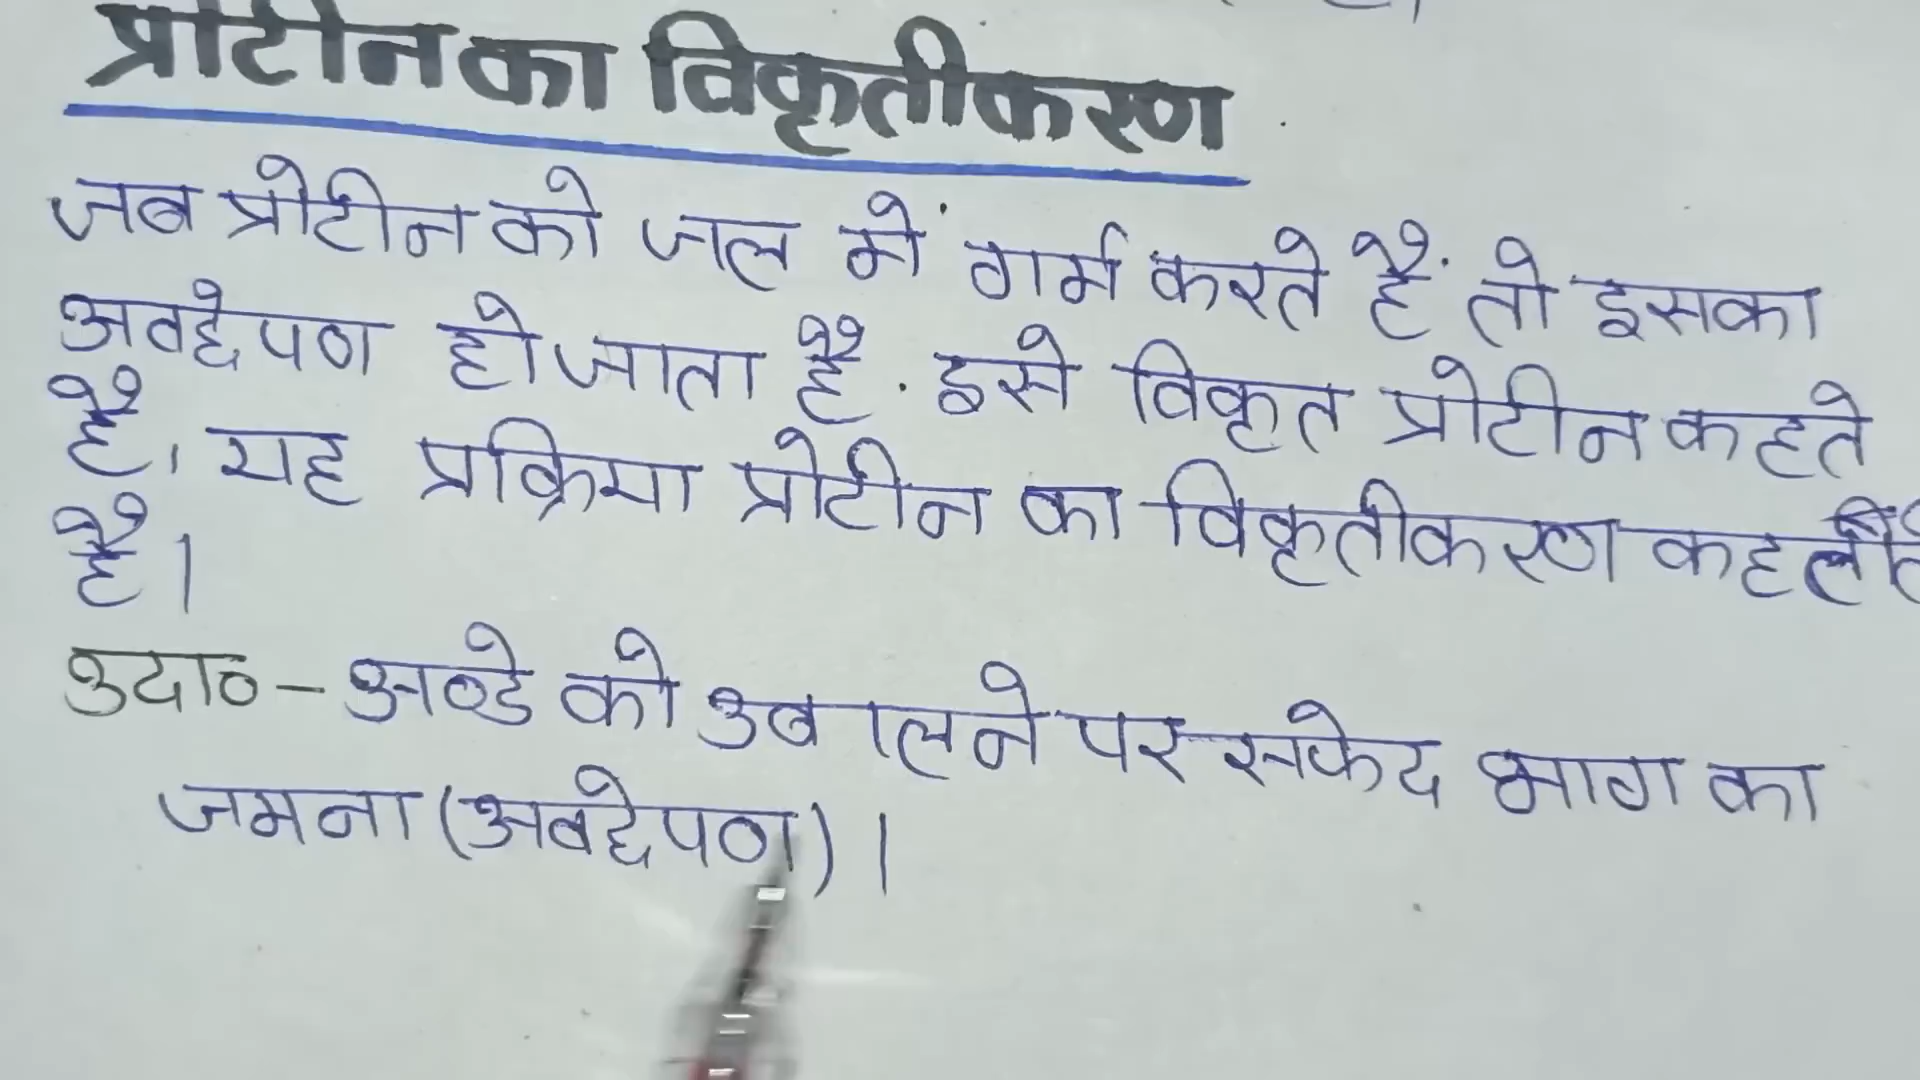 प्रोटीन का विकृतीकरण
जब प्रोटीन को जल में गर्म करते हैं तो इसका
अवक्षेपण हो जाता है. इसे विकृत प्रोटीन कहते
हैं, यह प्रक्रिया प्रोटीन का विकृतीकरण
है।
उदा० - अण्डे को उबालने पर सफेद भाग का
जमना (अवक्षेपण) ।